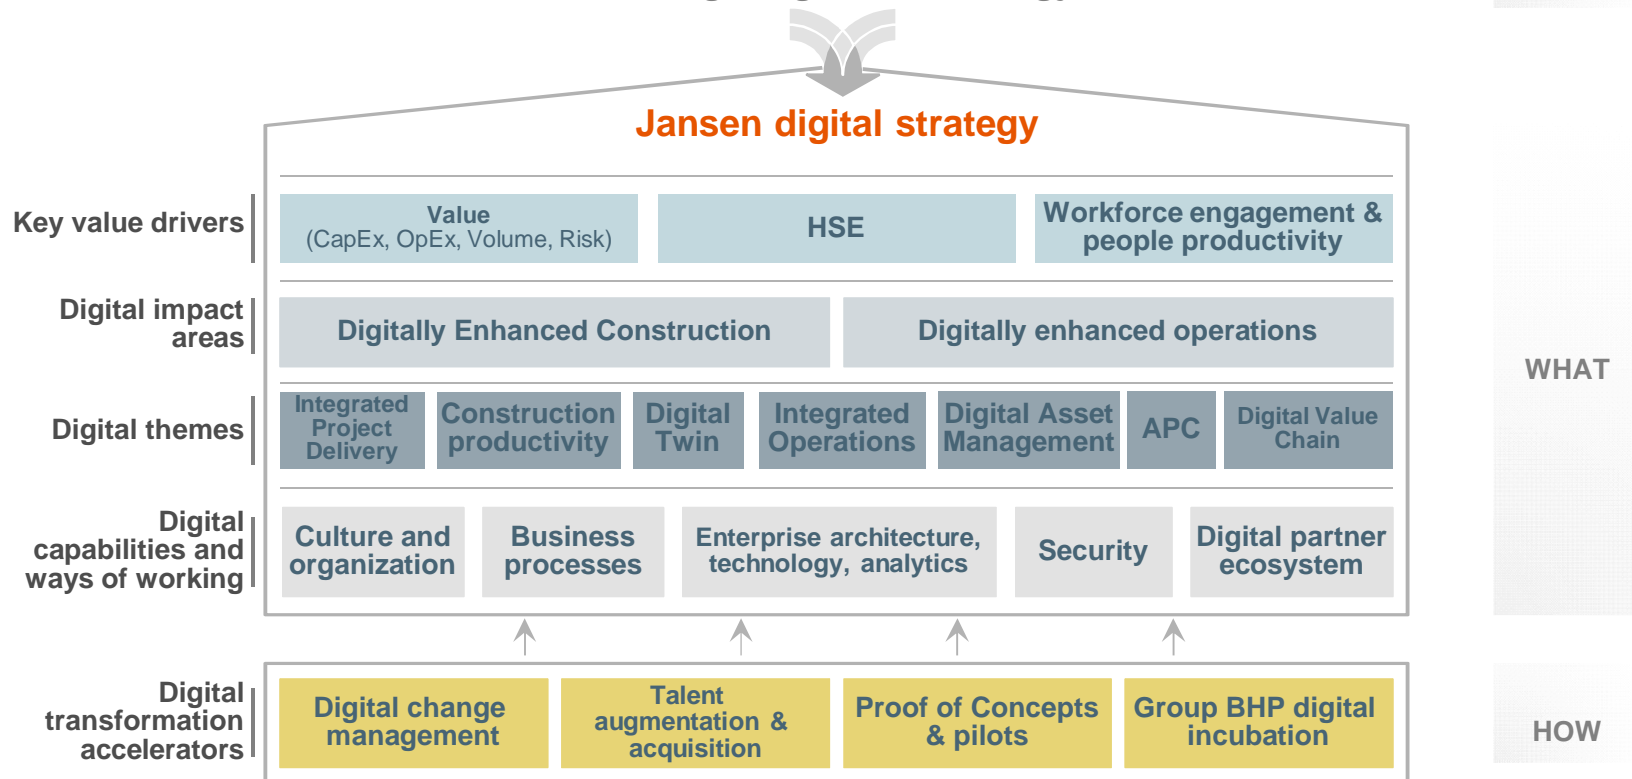 Jansen digital strategy
Key value drivers
Value
(CapEx, OpEx, Volume, Risk)
HSE
Workforce engagement &
people productivity
Digital impact
areas
Digitally Enhanced Construction
Digitally enhanced operations
WHAT
Digital themes
Integrated
Project
Delivery
Construction
productivity
Digital
Twin
Integrated
Operations
Digital Asset
Management
APC
Digital Value
Chain
Digital
capabilities and
ways of working
Culture and
organization
Business
processes
Enterprise architecture,
technology, analytics
Security
Digital partner
ecosystem
Digital
transformation
accelerators
Digital change
management
Talent
augmentation &
acquisition
Proof of Concepts
& pilots
Group BHP digital
incubation
HOW